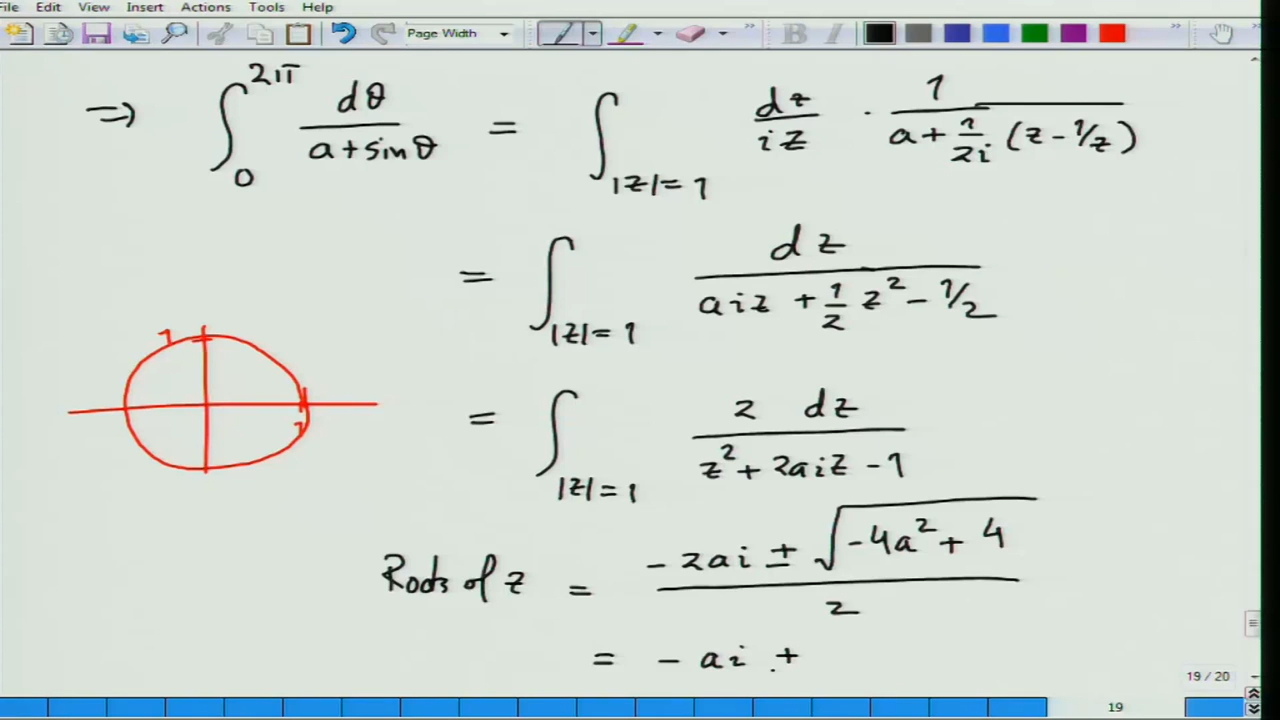 File Edit View Insert Actions Tools Help
Page Width
⇒ ∫₀^2π dθ / (a + sin θ) = ∫_|z|=1 dz/iz · 1 / (a + 1/2i (z - 1/z))
= ∫_|z|=1 dz / (aiz + 1/2 z² - 1/2)
1
1
= ∫_|z|=1 2 dz / (z² + 2aiz - 1)
Roots of z = (-2ai ± √(-4a² + 4)) / 2
= - ai +
19 / 20
19